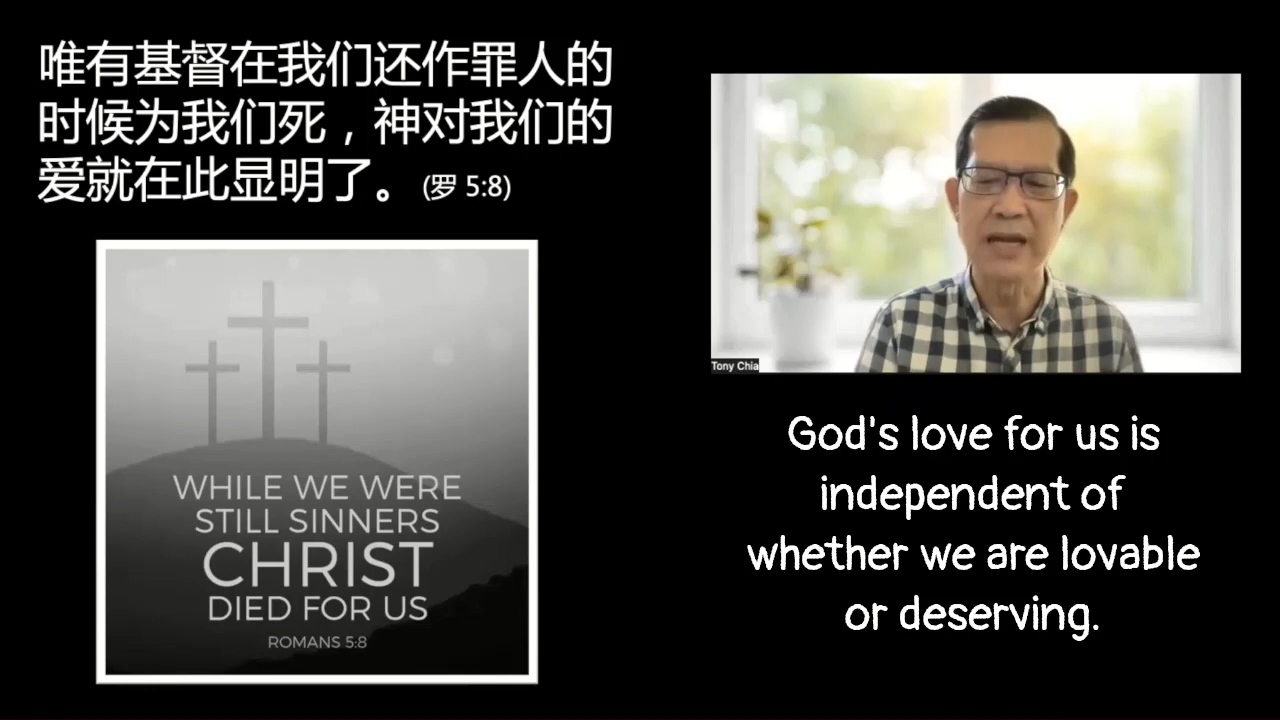 唯有基督在我们还作罪人的
时候为我们死，神对我们的
爱就在此显明了。(罗 5:8)
WHILE WE WERE
STILL SINNERS
CHRIST
DIED FOR US
ROMANS 5:8
Tony Chia
God's love for us is
independent of
whether we are lovable
or deserving.